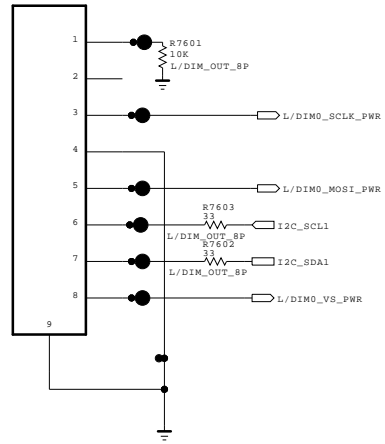 1
R7601
10K
L/DIM_OUT_8P
2
3
L/DIM0_SCLK_PWR
4
5
L/DIM0_MOSI_PWR
R7603
6
33
I2C_SCL1
L/DIM_OUT_8P
R7602
7
33
I2C_SDA1
L/DIM_OUT_8P
8
L/DIM0_VS_PWR
9